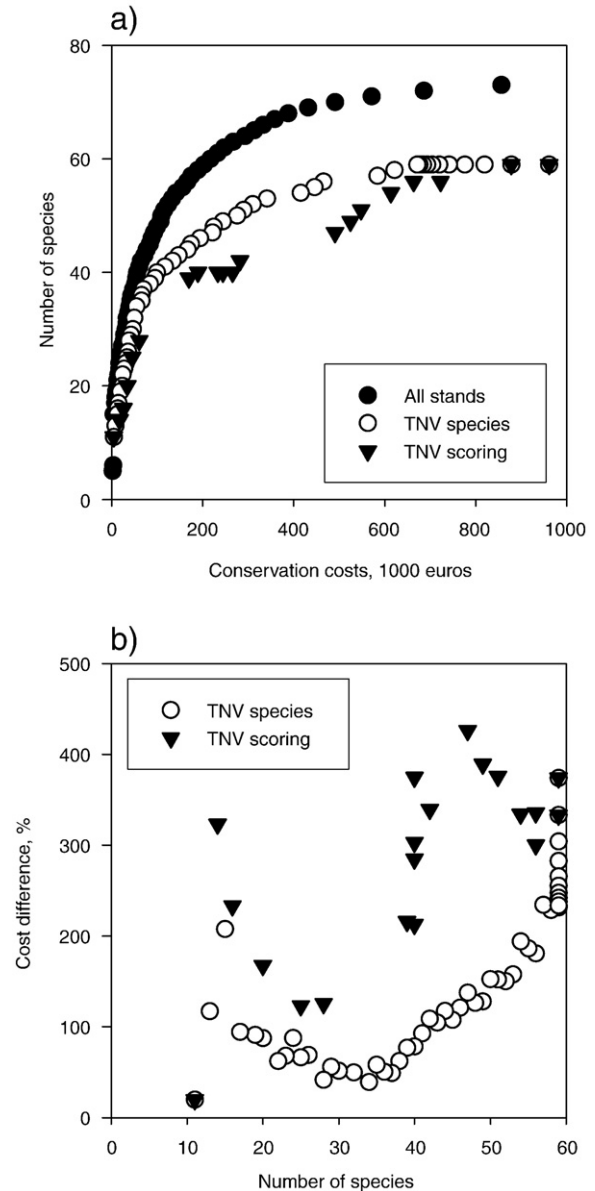 a)
80
60
40
20
0
Number of species
All stands
TNV species
TNV scoring
0 200 400 600 800 1000
Conservation costs, 1000 euros
b)
500
400
300
200
100
0
Cost difference, %
TNV species
TNV scoring
0 10 20 30 40 50 60
Number of species